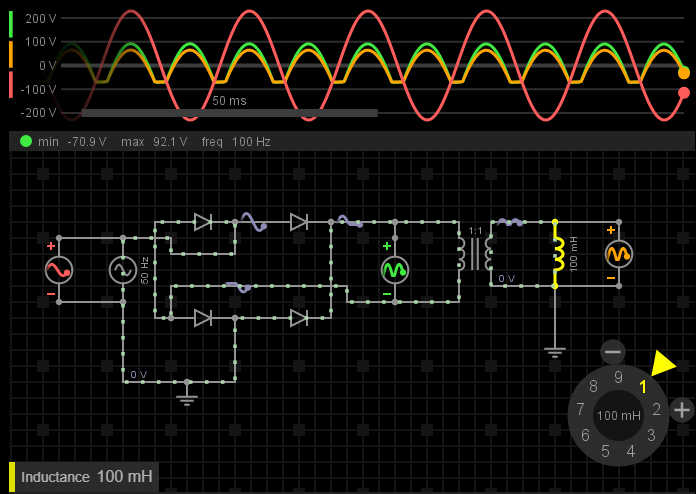 200 V
100 V
0 V
-100 V
-200 V
50 ms
min -70.9 V max 92.1 V freq 100 Hz
1:1
+
+
+
50 Hz
100 mH
−
−
−
0 V
0 V
−
9
8
1
7
100 mH
2
+
6
3
5
4
Inductance 100 mH